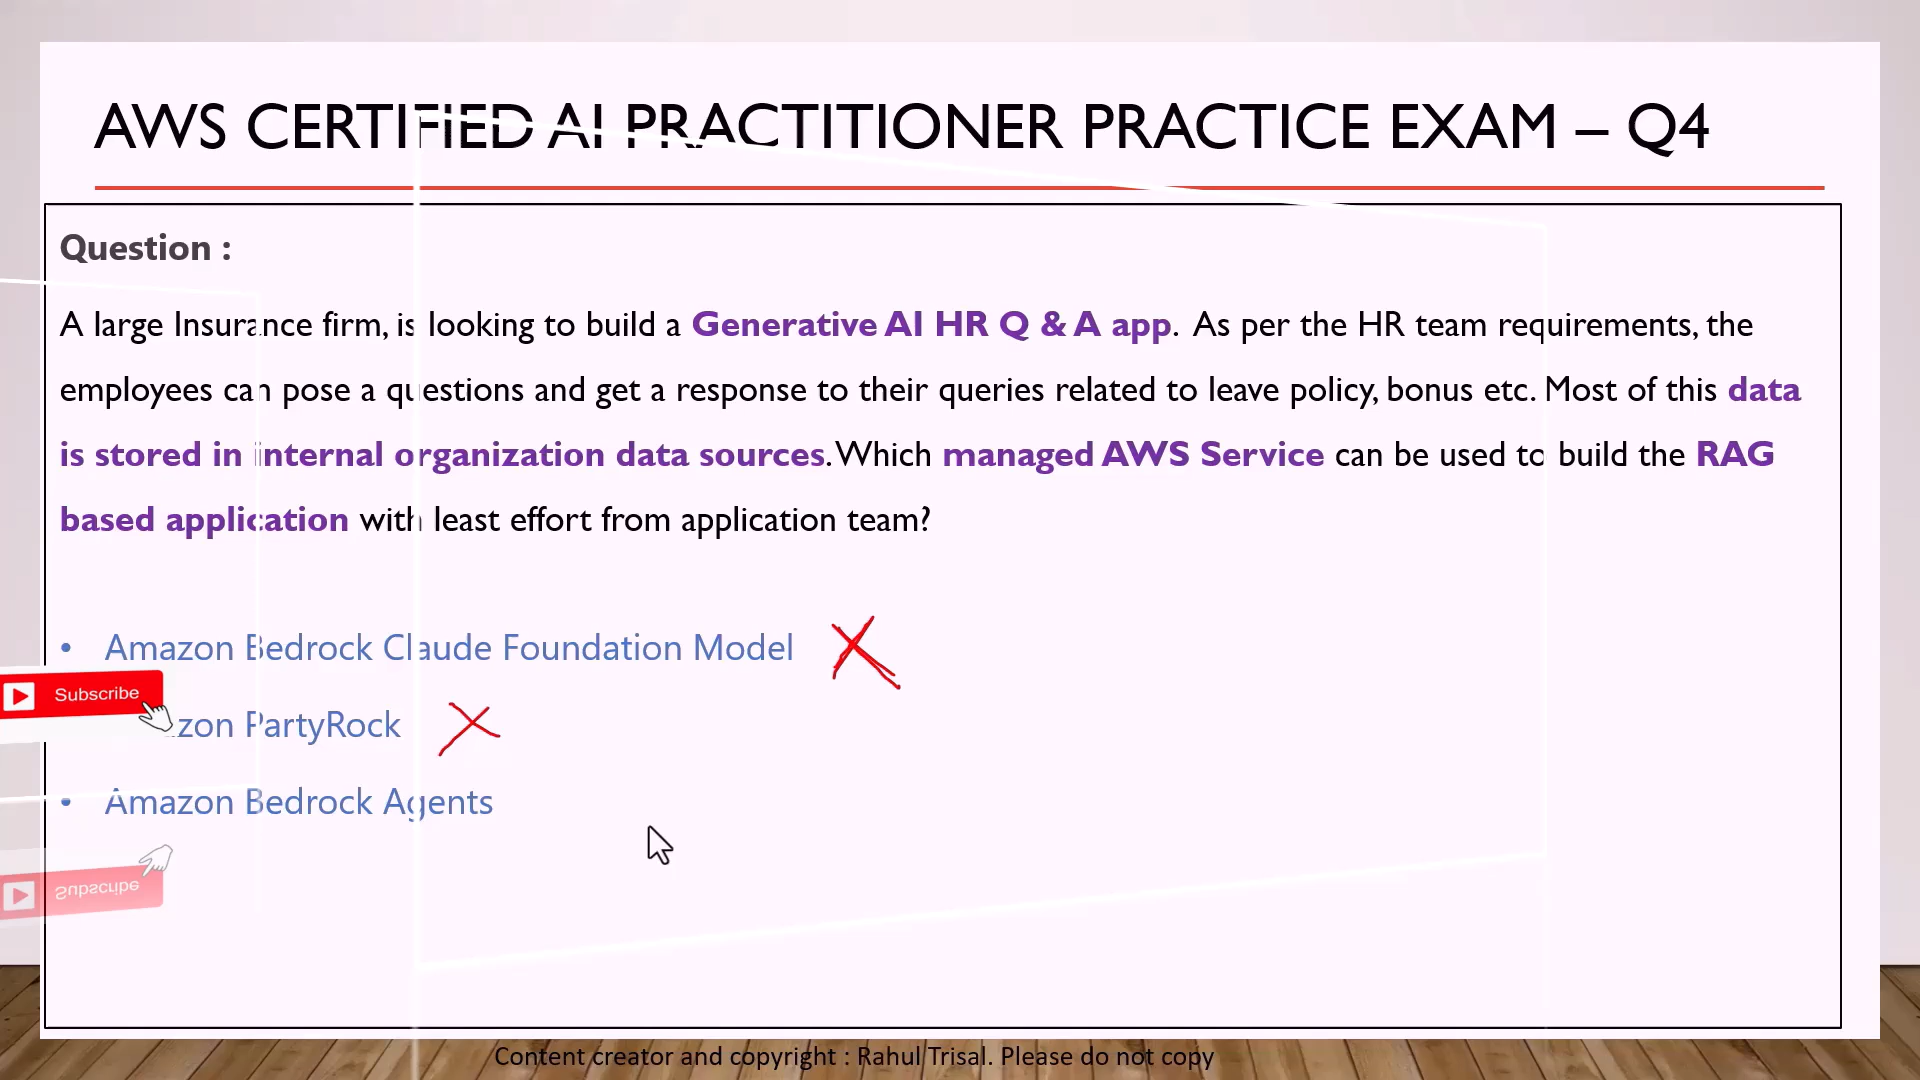 AWS CERTIFIED AI PRACTITIONER PRACTICE EXAM – Q4
Question :
A large Insurance firm, is looking to build a Generative AI HR Q & A app. As per the HR team requirements, the
employees can pose a questions and get a response to their queries related to leave policy, bonus etc. Most of this data
is stored in internal organization data sources. Which managed AWS Service can be used to build the RAG
based application with least effort from application team?
• Amazon Bedrock Claude Foundation Model
Subscribe
zon PartyRock
• Amazon Bedrock Agents
Subscribe
Content creator and copyright : Rahul Trisal. Please do not copy